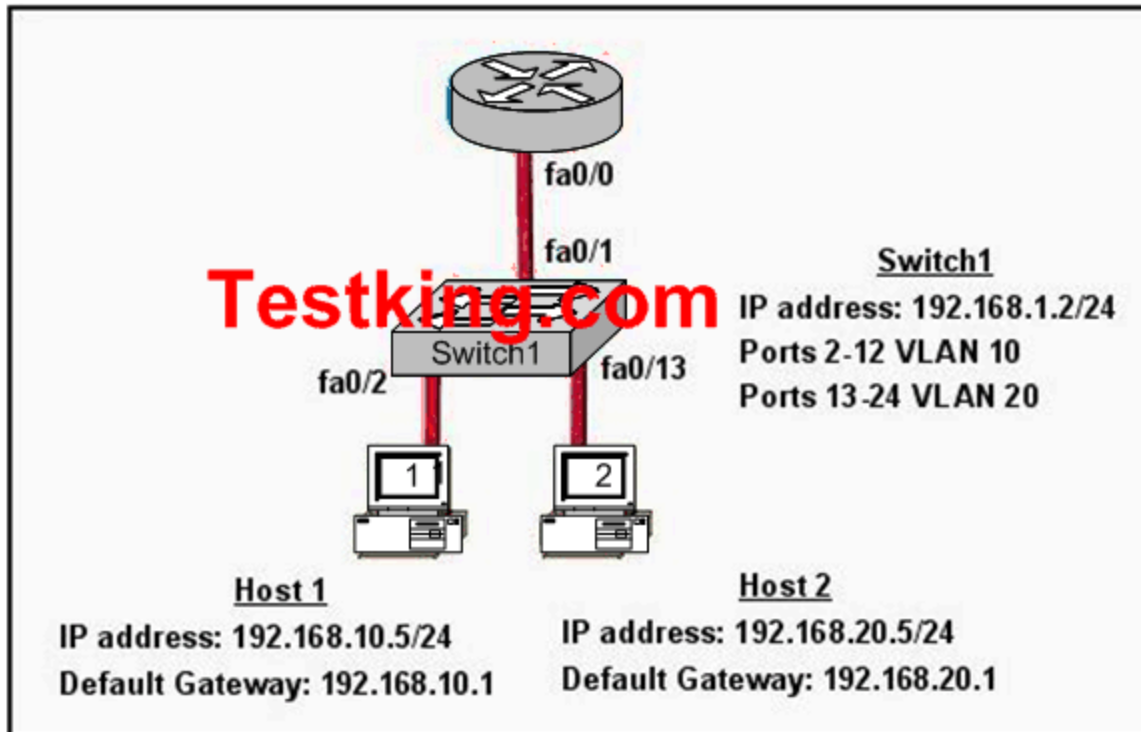 fa0/0
fa0/1
Testking.com
Switch1
fa0/2
fa0/13
Switch1
IP address: 192.168.1.2/24
Ports 2-12 VLAN 10
Ports 13-24 VLAN 20
1
2
Host 1
IP address: 192.168.10.5/24
Default Gateway: 192.168.10.1
Host 2
IP address: 192.168.20.5/24
Default Gateway: 192.168.20.1